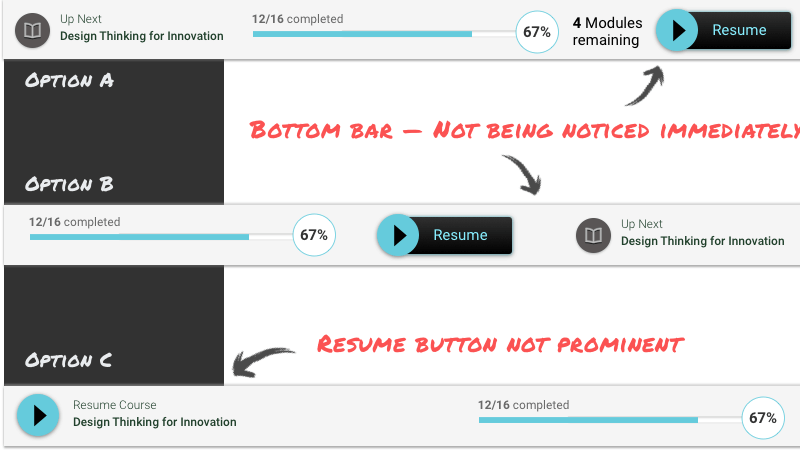 Up Next
Design Thinking for Innovation
12/16 completed
67%
4 Modules
remaining
Resume
Option A
Bottom bar — Not being noticed immediately
Option B
12/16 completed
67%
Resume
Up Next
Design Thinking for Innovation
Resume button not prominent
Option C
Resume Course
Design Thinking for Innovation
12/16 completed
67%